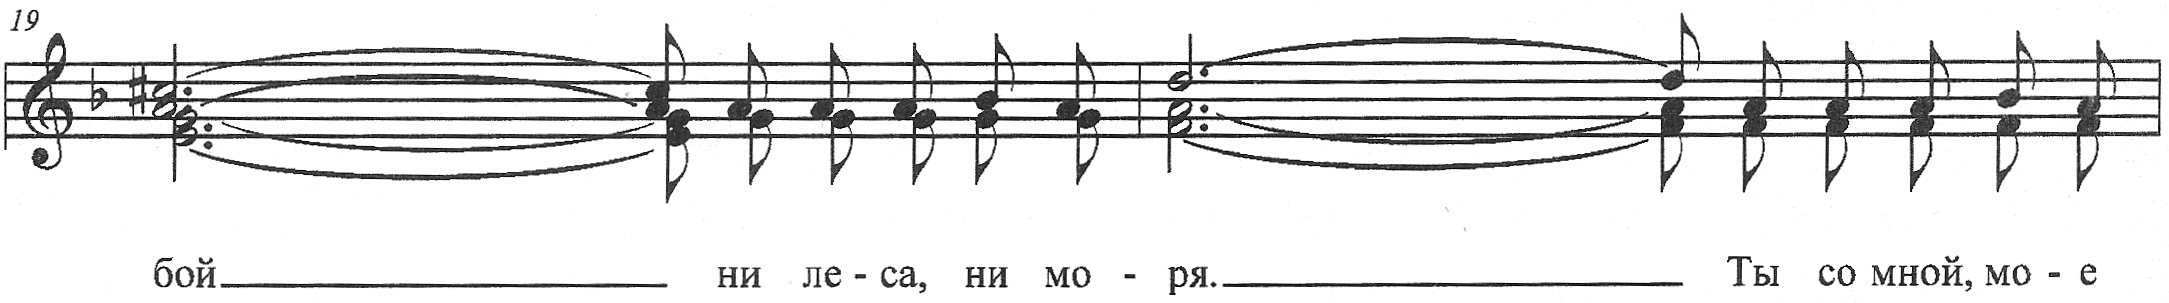 19
бой ни ле - са, ни мо - ря. Ты со мной, мо - е